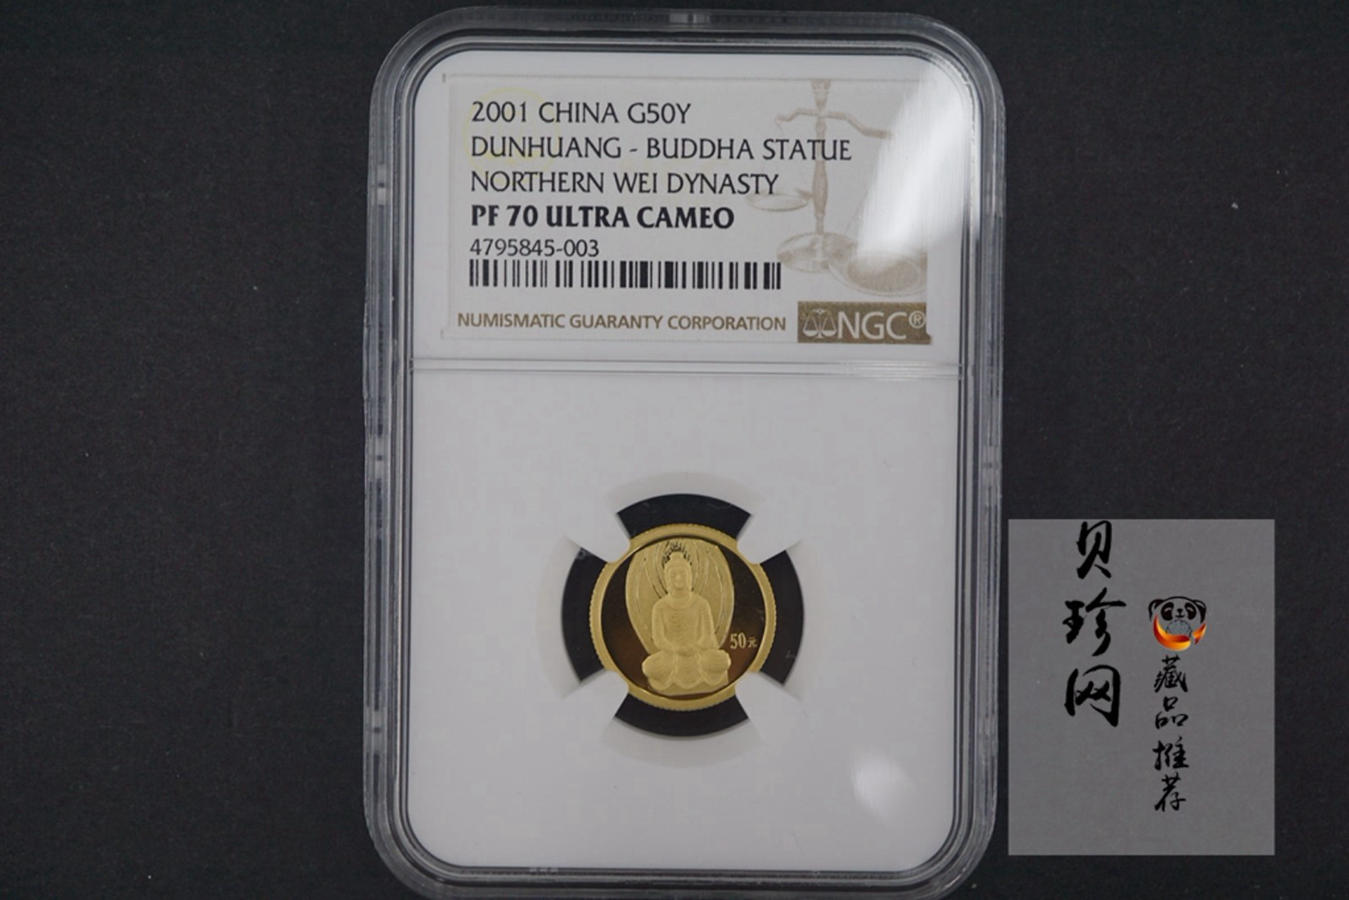 2001 CHINA G50Y
DUNHUANG - BUDDHA STATUE
NORTHERN WEI DYNASTY
PF 70 ULTRA CAMEO
4795845-003
NUMISMATIC GUARANTY CORPORATION
NGC®
50元
贝珍网
藏品推荐